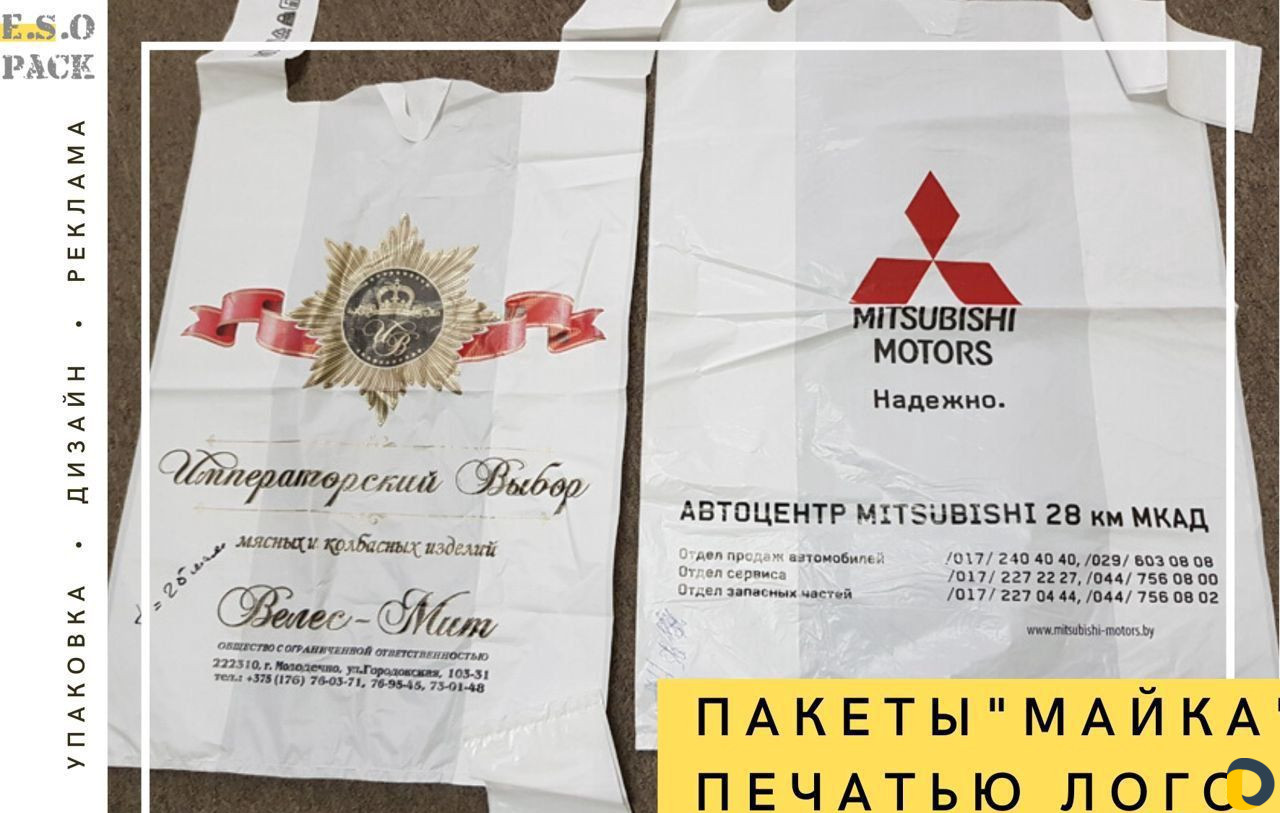 E.S.O
PACK
УПАКОВКА • ДИЗАЙН • РЕКЛАМА
ИВ
Императорский Выбор
мясных и колбасных изделий
Велес-Мит
ОБЩЕСТВО С ОГРАНИЧЕННОЙ ОТВЕТСТВЕННОСТЬЮ
222310, г. Молодечно, ул.Городокская, 103-31
тел.: +375 (176) 76-03-71, 76-95-45, 73-01-48
MITSUBISHI
MOTORS
Надежно.
АВТОЦЕНТР MITSUBISHI 28 км МКАД
Отдел продаж автомобилей /017/ 240 40 40, /029/ 603 08 08
Отдел сервиса /017/ 227 22 27, /044/ 756 08 00
Отдел запасных частей /017/ 227 04 44, /044/ 756 08 02
www.mitsubishi-motors.by
ПАКЕТЫ"МАЙКА"
ПЕЧАТЬЮ ЛОГО